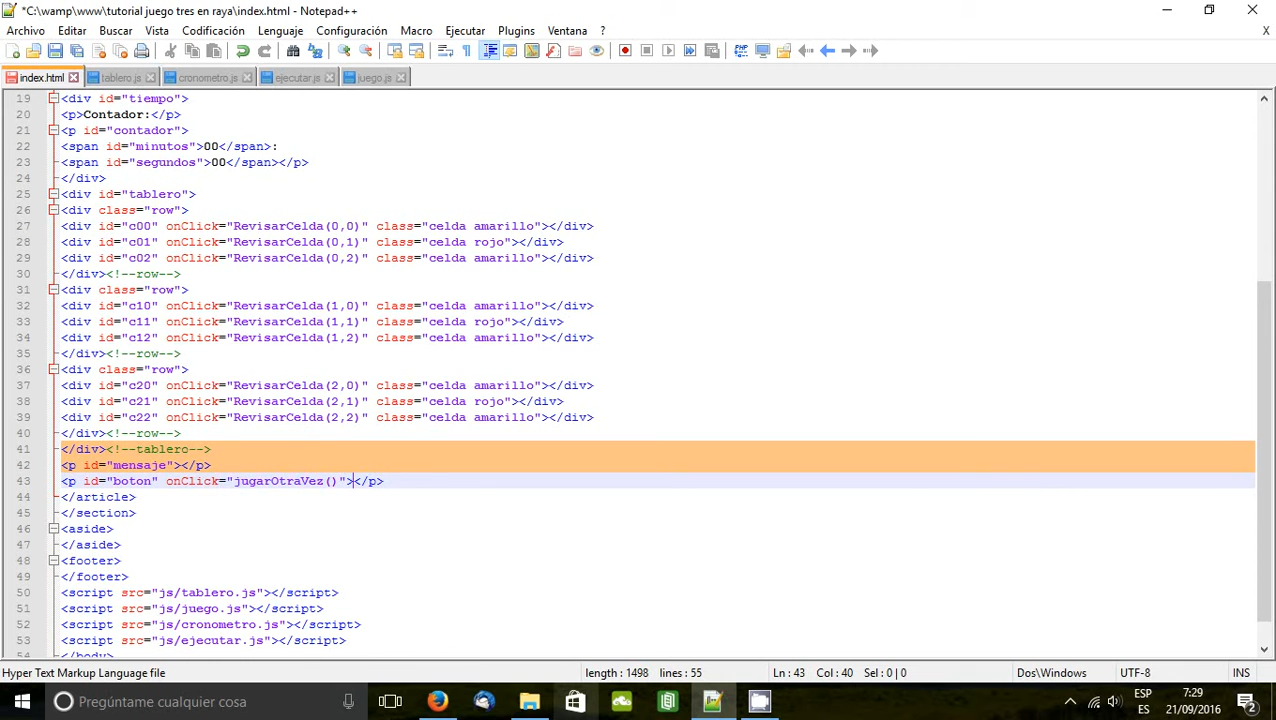 *C:\wamp\www\tutorial juego tres en raya\index.html - Notepad++
Archivo Editar Buscar Vista Codificación Lenguaje Configuración Macro Ejecutar Plugins Ventana ? X
index.html tablero.js cronometro.js ejecutar.js juego.js
19 <div id="tiempo">
20 <p>Contador:</p>
21 <p id="contador">
22 <span id="minutos">00</span>:
23 <span id="segundos">00</span></p>
24 </div>
25 <div id="tablero">
26 <div class="row">
27 <div id="c00" onClick="RevisarCelda(0,0)" class="celda amarillo"></div>
28 <div id="c01" onClick="RevisarCelda(0,1)" class="celda rojo"></div>
29 <div id="c02" onClick="RevisarCelda(0,2)" class="celda amarillo"></div>
30 </div><!--row-->
31 <div class="row">
32 <div id="c10" onClick="RevisarCelda(1,0)" class="celda amarillo"></div>
33 <div id="c11" onClick="RevisarCelda(1,1)" class="celda rojo"></div>
34 <div id="c12" onClick="RevisarCelda(1,2)" class="celda amarillo"></div>
35 </div><!--row-->
36 <div class="row">
37 <div id="c20" onClick="RevisarCelda(2,0)" class="celda amarillo"></div>
38 <div id="c21" onClick="RevisarCelda(2,1)" class="celda rojo"></div>
39 <div id="c22" onClick="RevisarCelda(2,2)" class="celda amarillo"></div>
40 </div><!--row-->
41 </div><!--tablero-->
42 <p id="mensaje"></p>
43 <p id="boton" onClick="jugarOtraVez()"></p>
44 </article>
45 </section>
46 <aside>
47 </aside>
48 <footer>
49 </footer>
50 <script src="js/tablero.js"></script>
51 <script src="js/juego.js"></script>
52 <script src="js/cronometro.js"></script>
53 <script src="js/ejecutar.js"></script>
54 </body>
Hyper Text Markup Language file length : 1498 lines : 55 Ln : 43 Col : 40 Sel : 0 | 0 Dos\Windows UTF-8 INS
Pregúntame cualquier cosa ESP 7:29
ES 21/09/2016 2